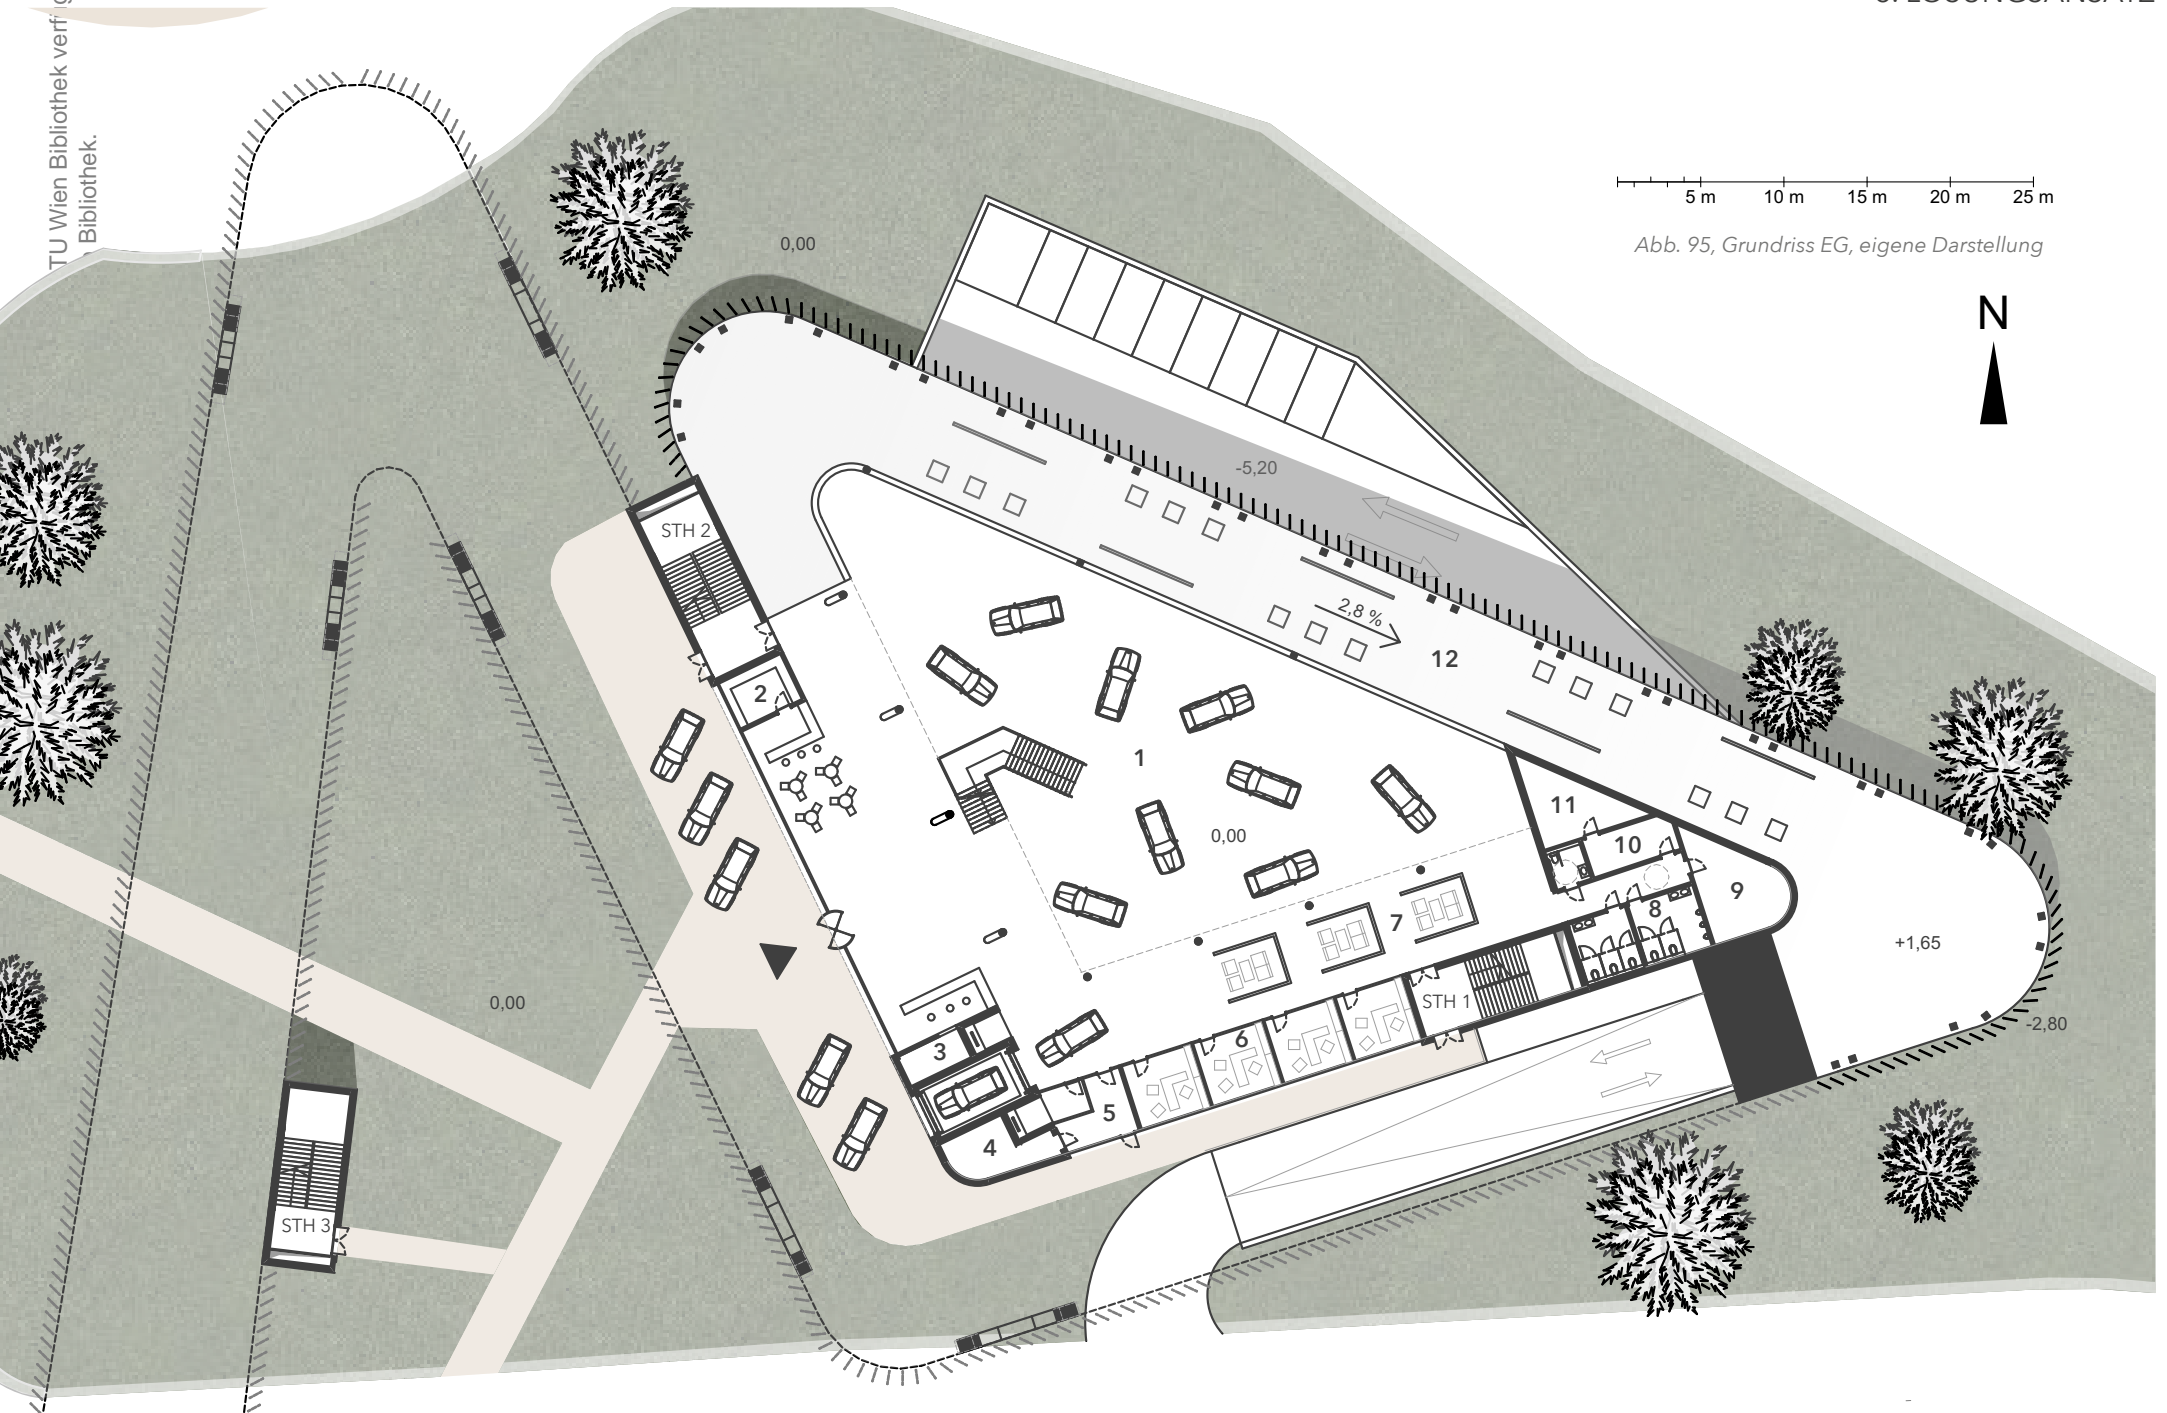 TU Wien Bibliothek
Bibliothek.
0,00
5 m 10 m 15 m 20 m 25 m
Abb. 95, Grundriss EG, eigene Darstellung
N
-5,20
STH 2
2,8 %
12
2
1
11
0,00
10
9
8
7
+1,65
0,00
STH 1
-2,80
6
3
5
4
STH 3